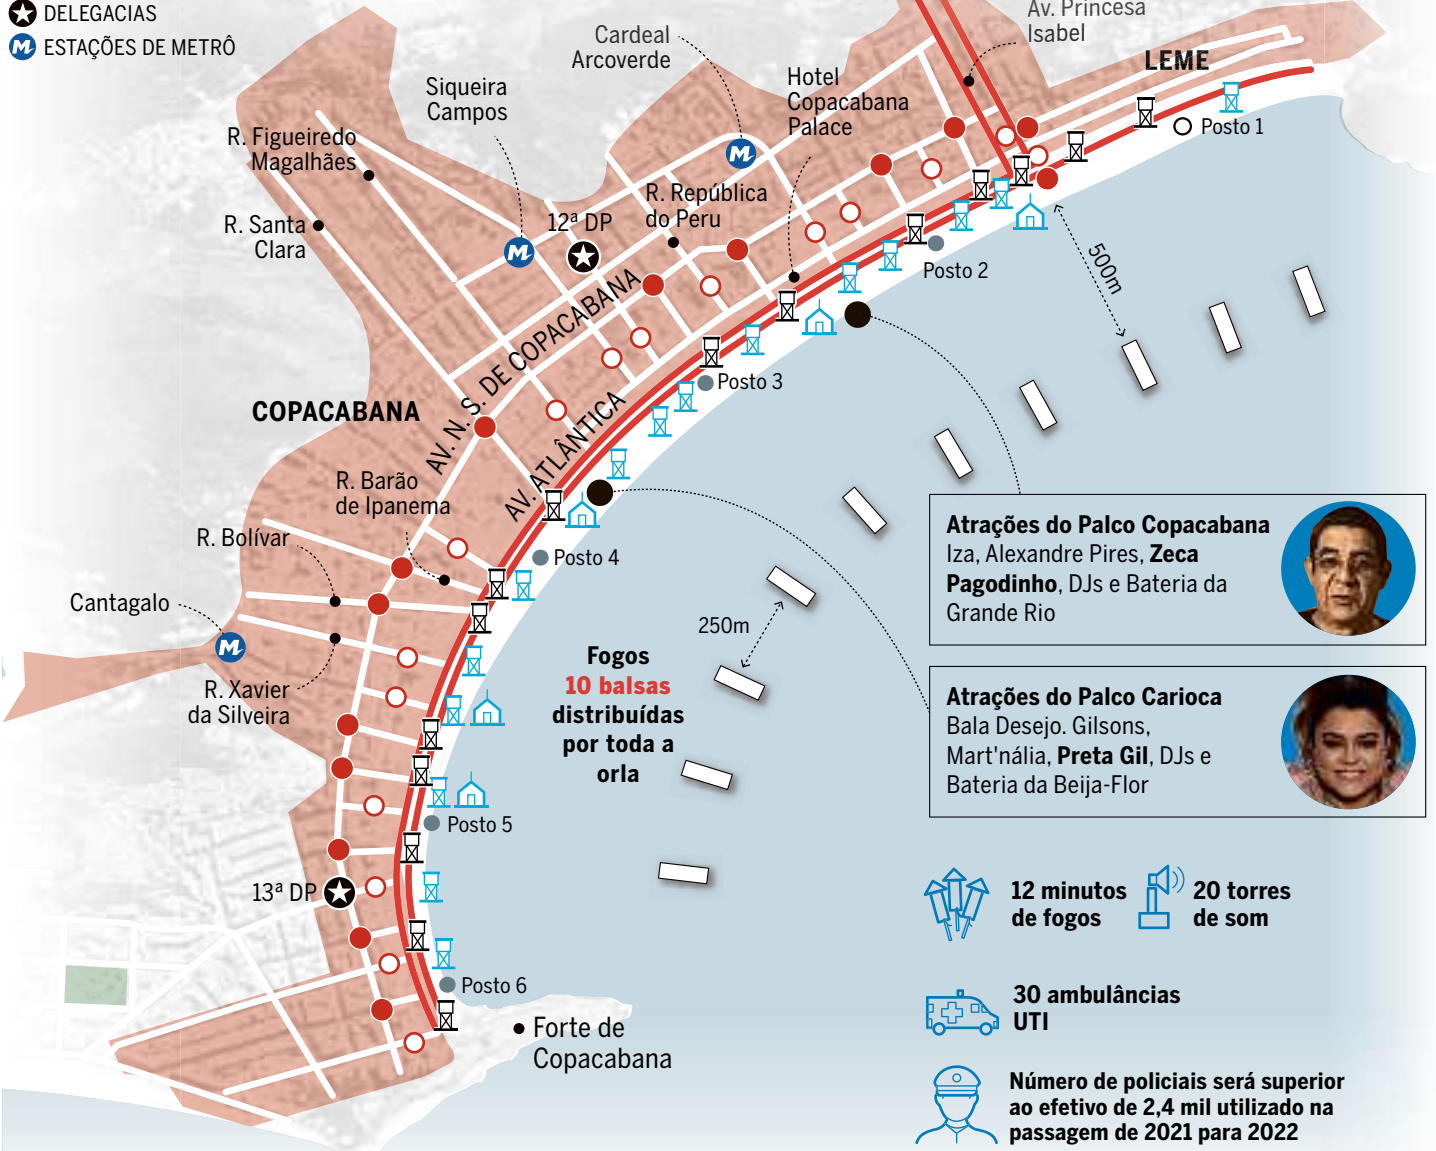 DELEGACIAS
ESTAÇÕES DE METRÔ
Cardeal
Arcoverde
Av. Princesa
Isabel
LEME
Siqueira
Campos
Hotel
Copacabana
Palace
Posto 1
R. Figueiredo
Magalhães
R. República
do Peru
12ª DP
R. Santa
Clara
Posto 2
500m
Posto 3
COPACABANA
AV. N. S. DE COPACABANA
AV. ATLÂNTICA
R. Barão
de Ipanema
R. Bolívar
Posto 4
Cantagalo
R. Xavier
da Silveira
250m
Fogos
10 balsas
distribuídas
por toda a
orla
Atrações do Palco Copacabana
Iza, Alexandre Pires, Zeca
Pagodinho, DJs e Bateria da
Grande Rio
Atrações do Palco Carioca
Bala Desejo. Gilsons,
Mart'nália, Preta Gil, DJs e
Bateria da Beija-Flor
Posto 5
13ª DP
12 minutos
de fogos
20 torres
de som
Posto 6
30 ambulâncias
UTI
Forte de
Copacabana
Número de policiais será superior
ao efetivo de 2,4 mil utilizado na
passagem de 2021 para 2022
M
M
M
M